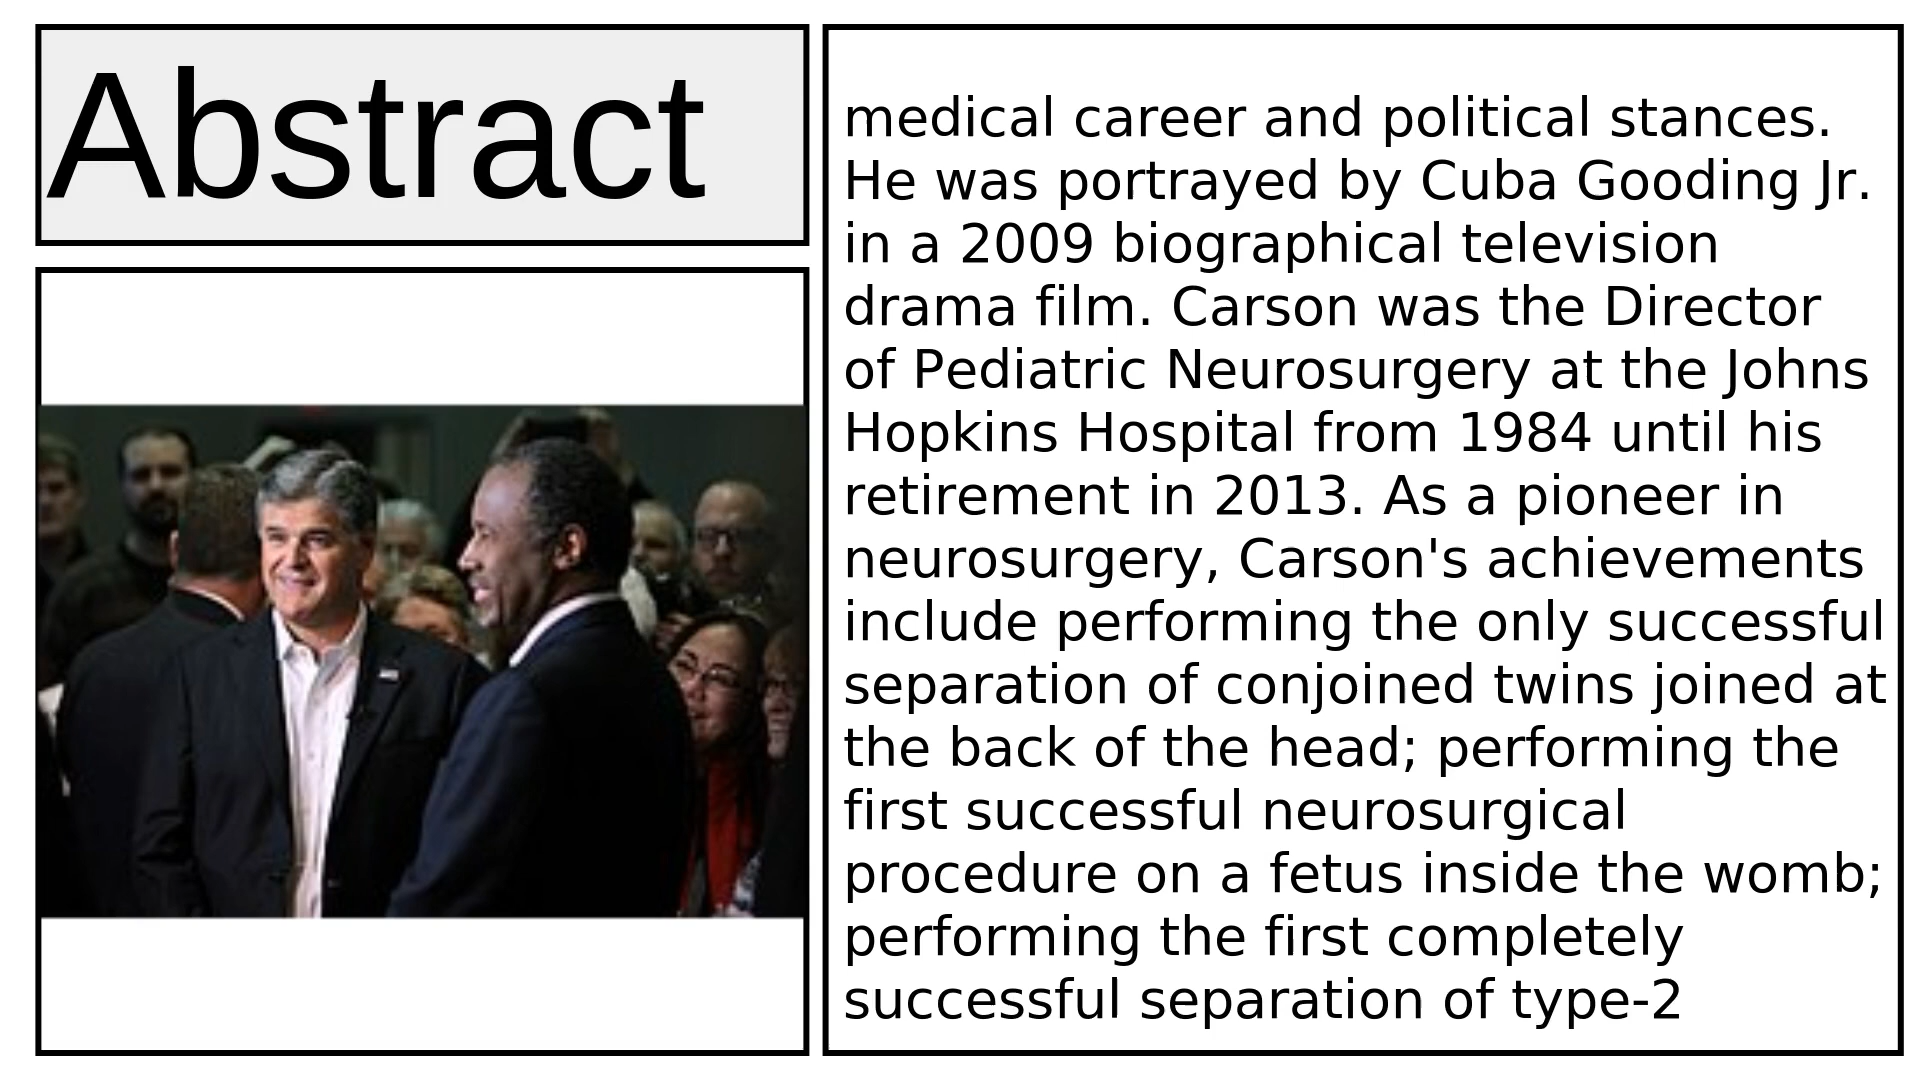 Abstract
medical career and political stances.
He was portrayed by Cuba Gooding Jr.
in a 2009 biographical television
drama film. Carson was the Director
of Pediatric Neurosurgery at the Johns
Hopkins Hospital from 1984 until his
retirement in 2013. As a pioneer in
neurosurgery, Carson's achievements
include performing the only successful
separation of conjoined twins joined at
the back of the head; performing the
first successful neurosurgical
procedure on a fetus inside the womb;
performing the first completely
successful separation of type-2